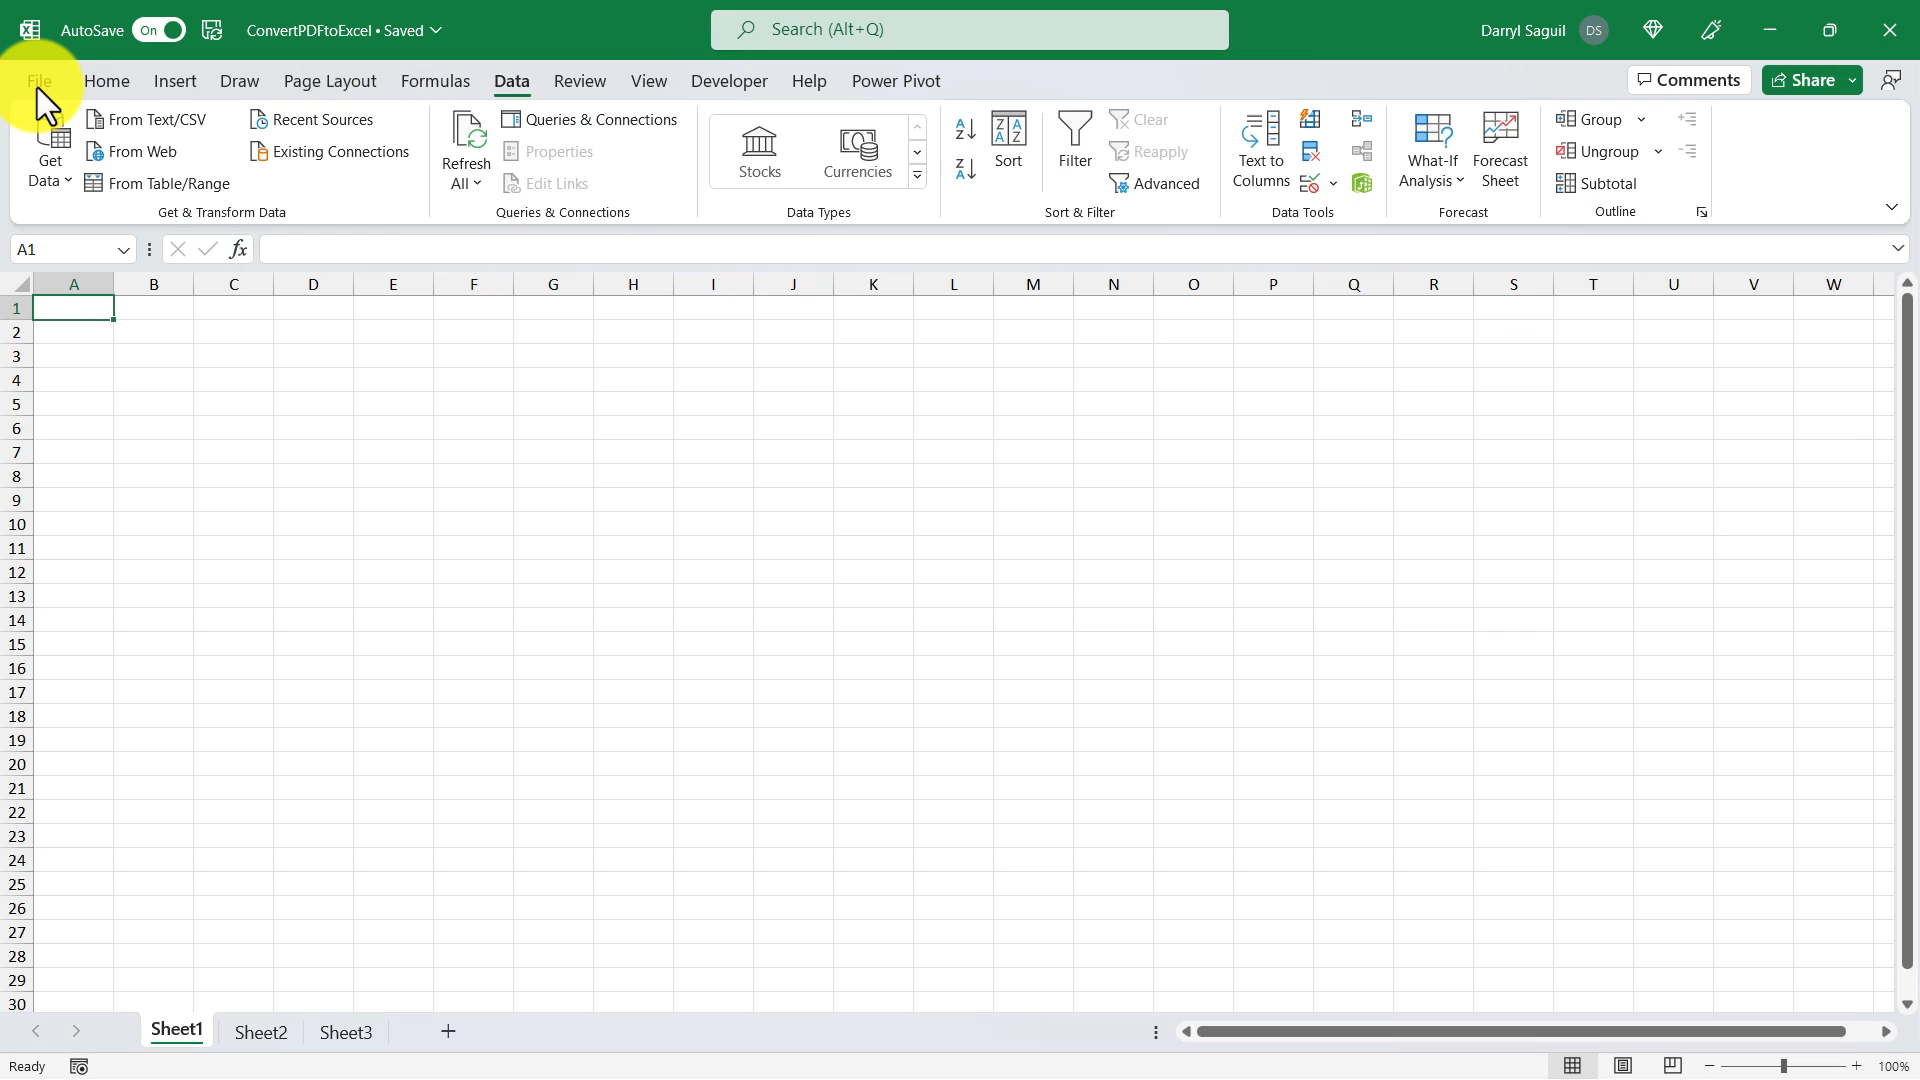 AutoSave On ConvertPDFtoExcel • Saved Search (Alt+Q) Darryl Saguil DS
File Home Insert Draw Page Layout Formulas Data Review View Developer Help Power Pivot Comments Share
Get Data
From Text/CSV
From Web
From Table/Range
Recent Sources
Existing Connections
Get & Transform Data
Refresh All
Queries & Connections
Properties
Edit Links
Queries & Connections
Stocks
Currencies
Data Types
Sort
Filter
Clear
Reapply
Advanced
Sort & Filter
Text to
Columns
Data Tools
What-If
Analysis
Forecast
Sheet
Forecast
Group
Ungroup
Subtotal
Outline
A1 fx
A B C D E F G H I J K L M N O P Q R S T U V W
1
2
3
4
5
6
7
8
9
10
11
12
13
14
15
16
17
18
19
20
21
22
23
24
25
26
27
28
29
30
Sheet1 Sheet2 Sheet3
Ready 100%